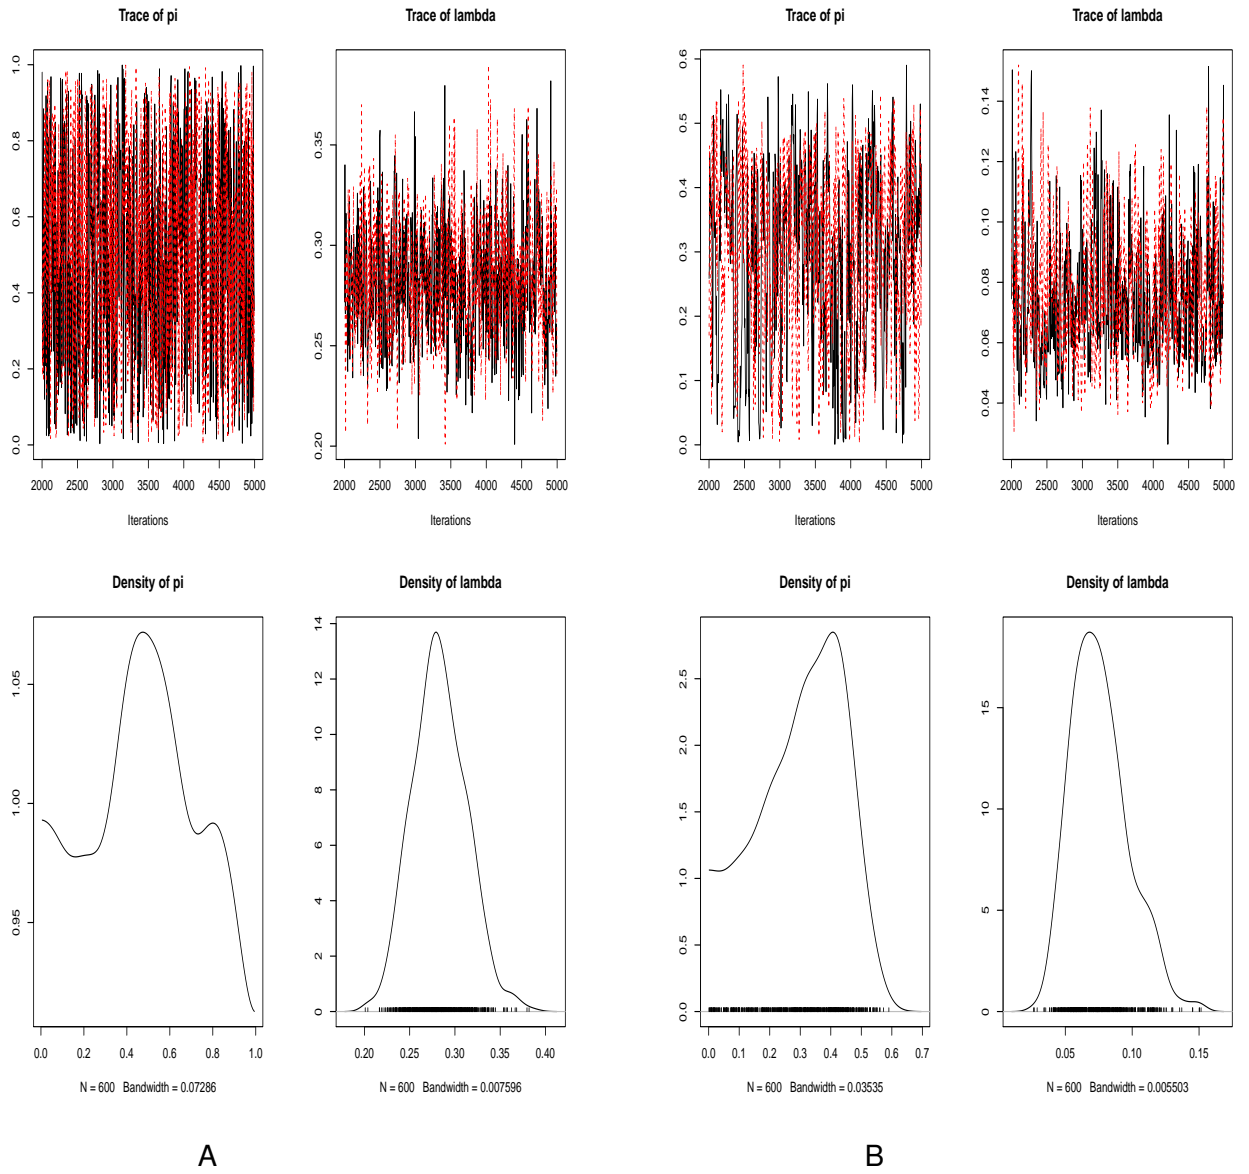 Trace of pi
Trace of lambda
Trace of pi
Trace of lambda
0.0 0.2 0.4 0.6 0.8 1.0
0.20 0.25 0.30 0.35
0.0 0.1 0.2 0.3 0.4 0.5 0.6
0.04 0.06 0.08 0.10 0.12 0.14
2000 2500 3000 3500 4000 4500 5000
2000 2500 3000 3500 4000 4500 5000
2000 2500 3000 3500 4000 4500 5000
2000 2500 3000 3500 4000 4500 5000
Iterations
Iterations
Iterations
Iterations
Density of pi
Density of lambda
Density of pi
Density of lambda
0.95 1.00 1.05
0 2 4 6 8 10 12 14
0.0 0.5 1.0 1.5 2.0 2.5
0 5 10 15
0.0 0.2 0.4 0.6 0.8 1.0
0.20 0.25 0.30 0.35 0.40
0.0 0.1 0.2 0.3 0.4 0.5 0.6 0.7
0.05 0.10 0.15
N = 600 Bandwidth = 0.07286
N = 600 Bandwidth = 0.007596
N = 600 Bandwidth = 0.03535
N = 600 Bandwidth = 0.005503
A
B